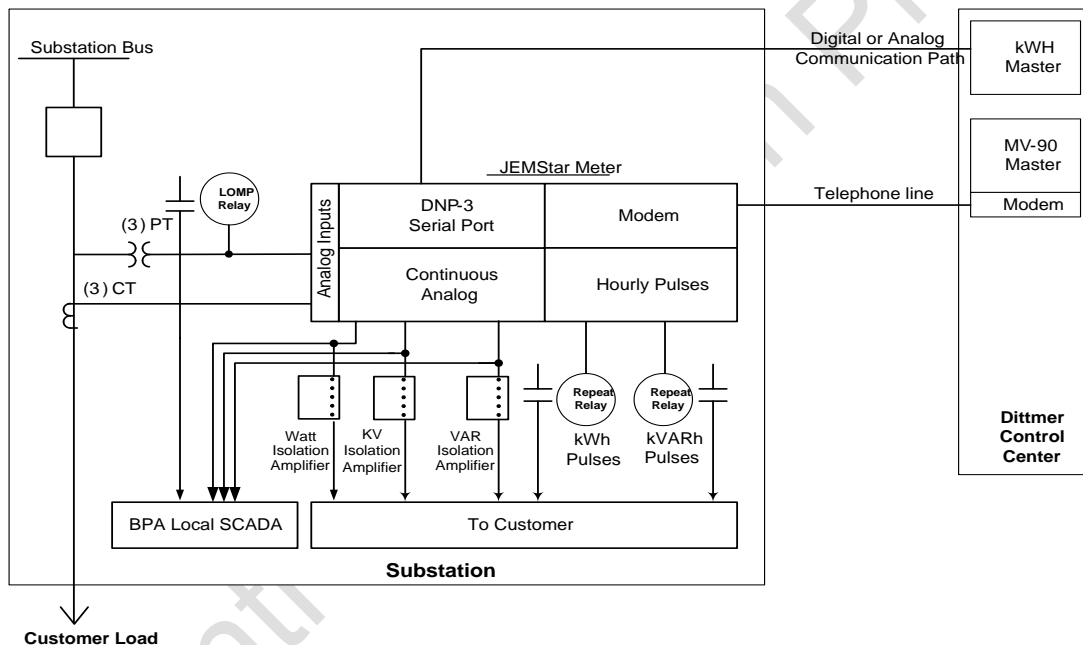 Substation Bus
Digital or Analog
Communication Path
kWH
Master
LOMP
Relay
JEMStar Meter
MV-90
Master
Modem
(3) PT
Analog Inputs
DNP-3
Serial Port
Modem
Telephone line
(3) CT
Continuous
Analog
Hourly Pulses
Repeat
Relay
Repeat
Relay
Watt
Isolation
Amplifier
KV
Isolation
Amplifier
VAR
Isolation
Amplifier
kWh
Pulses
kVARh
Pulses
Dittmer
Control
Center
BPA Local SCADA
To Customer
Substation
Customer Load